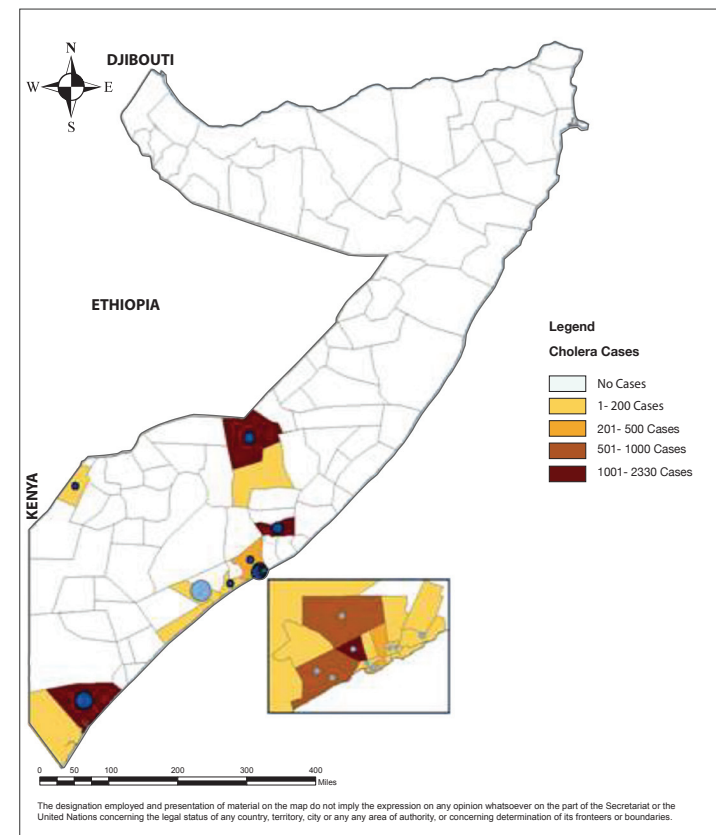 N
DJIBOUTI
W E
S
ETHIOPIA
Legend
Cholera Cases
No Cases
1- 200 Cases
201- 500 Cases
501- 1000 Cases
1001- 2330 Cases
KENYA
0 50 100 200 300 400
Miles
The designation employed and presentation of material on the map do not imply the expression on any opinion whatsoever on the part of the Secretariat or the
United Nations concerning the legal status of any country, territory, city or any any area of authority, or concerning determination of its fronteers or boundaries.